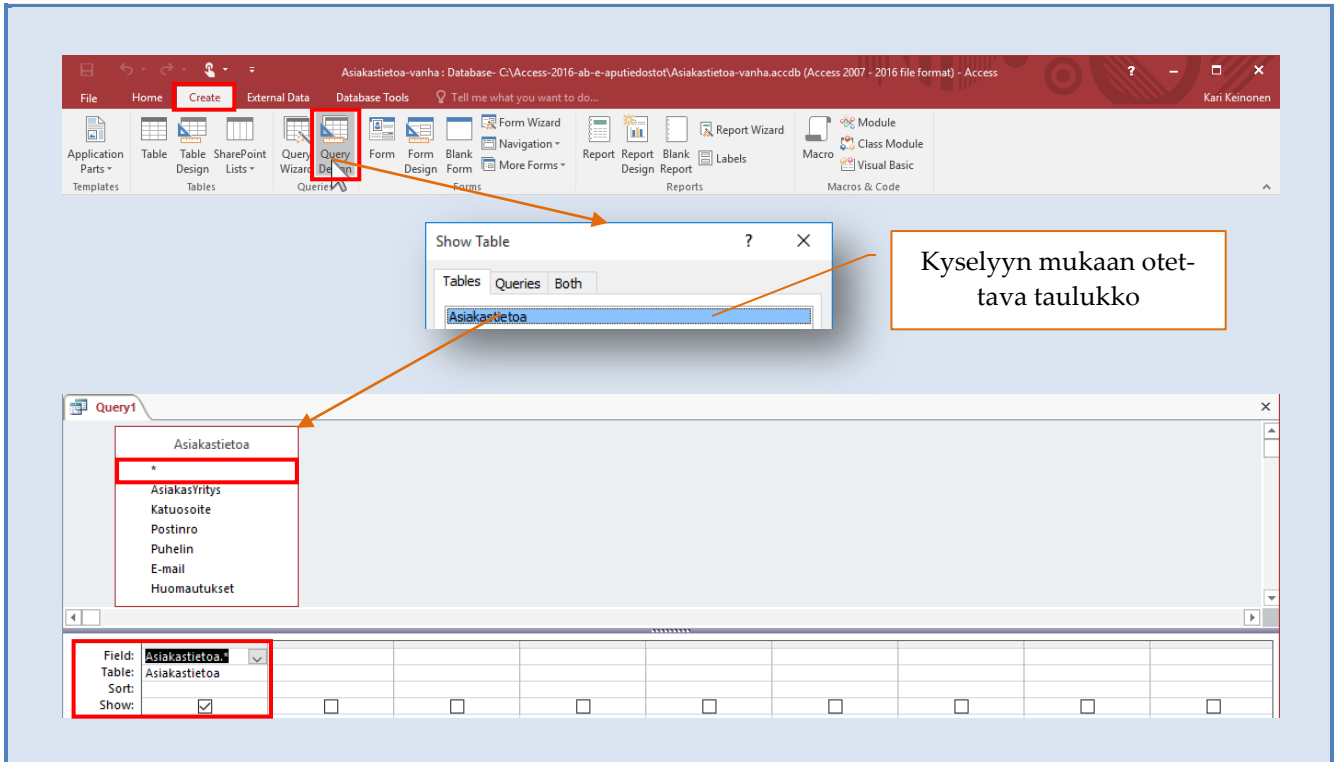 Asiakastietoa-vanha : Database- C:\Access-2016-ab-e-aputiedostot\Asiakastietoa-vanha.accdb (Access 2007 - 2016 file format) - Access
File Home Create External Data Database Tools Tell me what you want to do... Kari Keinonen
Application Parts
Table
Table Design
SharePoint Lists
Query Wizard
Query Design
Form
Form Design
Blank Form
Form Wizard
Navigation
More Forms
Report
Report Design
Blank Report
Report Wizard
Labels
Macro
Module
Class Module
Visual Basic
Templates Tables Queries Forms Reports Macros & Code
Show Table ?
Tables Queries Both
Asiakastietoa
Kyselyyn mukaan otet-
tava taulukko
Query1
Asiakastietoa
*
AsiakasYritys
Katuosoite
Postinro
Puhelin
E-mail
Huomautukset
Field: Asiakastietoa.*
Table: Asiakastietoa
Sort:
Show: